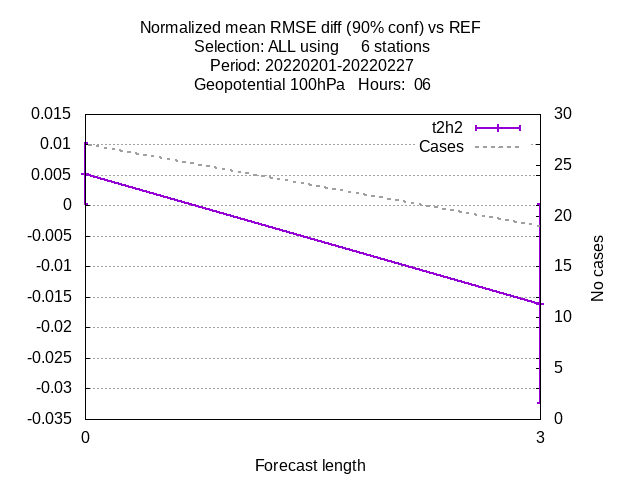 Normalized mean RMSE diff (90% conf) vs REF
Selection: ALL using     6 stations
Period: 20220201-20220227
Geopotential 100hPa   Hours:  06
t2h2
Cases
0.015
0.01
0.005
0
-0.005
-0.01
-0.015
-0.02
-0.025
-0.03
-0.035
30
25
20
15
10
5
0
No cases
0
3
Forecast length